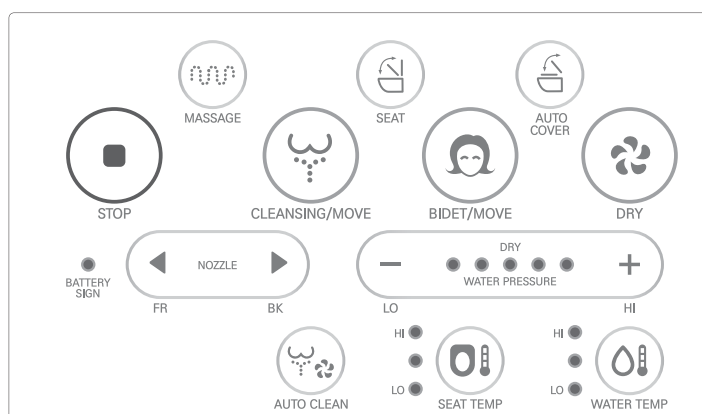 MASSAGE
SEAT
AUTO
COVER
STOP
CLEANSING/MOVE
BIDET/MOVE
DRY
BATTERY
SIGN
NOZZLE
FR
BK
DRY
WATER PRESSURE
LO
HI
AUTO CLEAN
HI
LO
SEAT TEMP
HI
LO
WATER TEMP